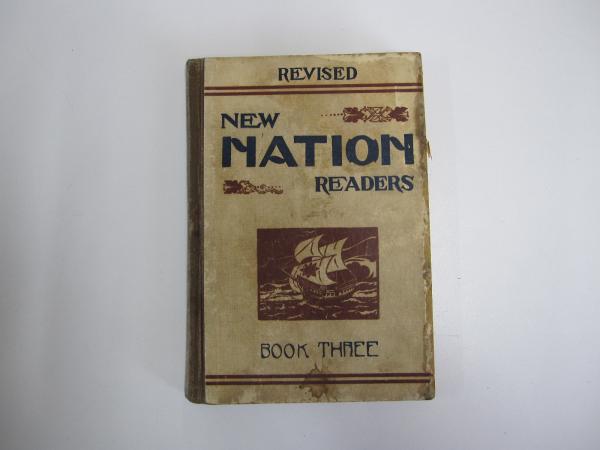 REVISED
NEW
NATION
READERS
BOOK THREE